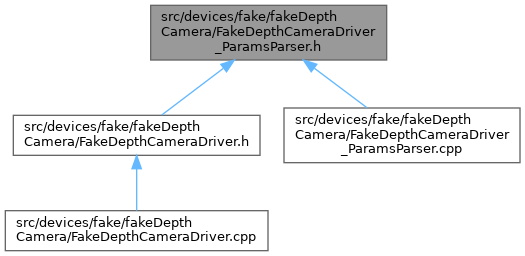 src/devices/fake/fakeDepth
Camera/FakeDepthCameraDriver
_ParamsParser.h
src/devices/fake/fakeDepth
Camera/FakeDepthCameraDriver.h
src/devices/fake/fakeDepth
Camera/FakeDepthCameraDriver
_ParamsParser.cpp
src/devices/fake/fakeDepth
Camera/FakeDepthCameraDriver.cpp